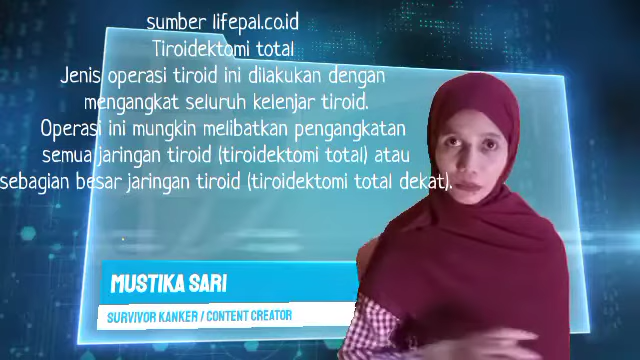 sumber lifepal.co.id
Tiroidektomi total
Jenis operasi tiroid ini dilakukan dengan
mengangkat seluruh kelenjar tiroid.
Operasi ini mungkin melibatkan pengangkatan
semua jaringan tiroid (tiroidektomi total) atau
sebagian besar jaringan tiroid (tiroidektomi total dekat).
MUSTIKA SARI
SURVIVOR KANKER / CONTENT CREATOR